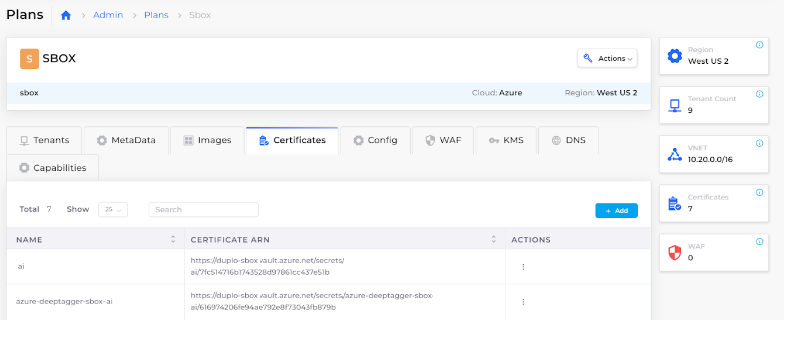 Plans Admin Plans Sbox
S SBOX Actions
sbox Cloud: Azure Region: West US 2
Tenants MetaData Images Certificates Config WAF KMS DNS
Capabilities
Total 7 Show 25 Search + Add
NAME CERTIFICATE ARN ACTIONS
ai
https://duplo-sbox.vault.azure.net/secrets/
ai/7fc514716b1743528d97861cc437e51b
azure-deeptagger-sbox-ai
https://duplo-sbox.vault.azure.net/secrets/azure-deeptagger-sbox-
ai/616974206fe94ae792e8f73043fb879b
Region
West US 2
Tenant Count
9
VNET
10.20.0.0/16
Certificates
7
WAF
0